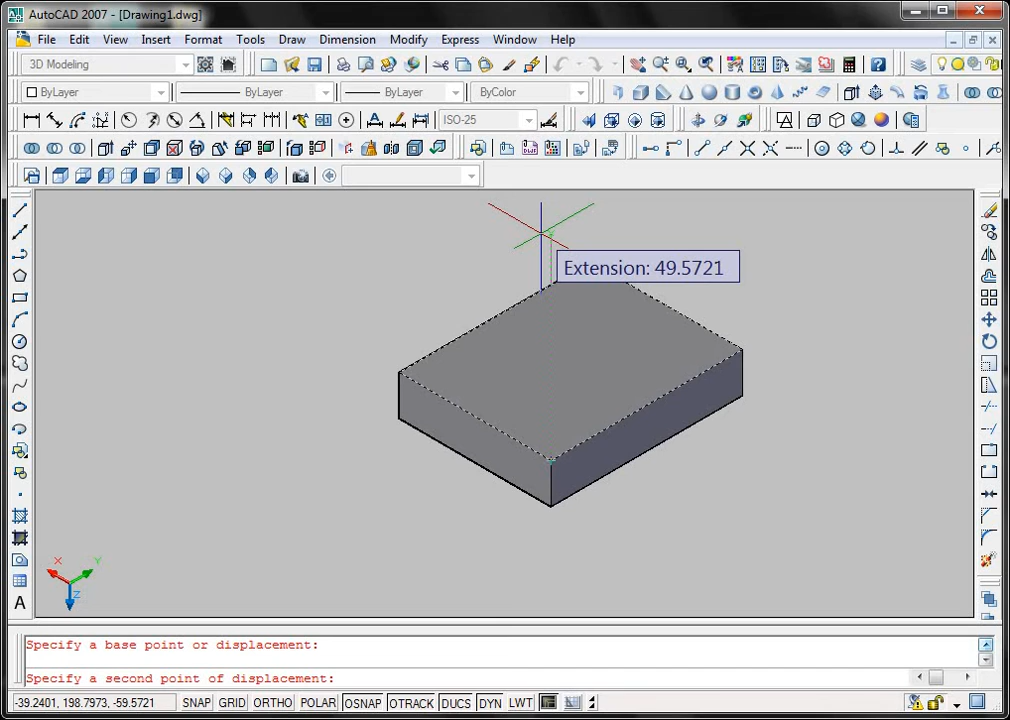 AutoCAD 2007 - [Drawing1.dwg]
File Edit View Insert Format Tools Draw Dimension Modify Express Window Help
3D Modeling
ByLayer ByLayer ByLayer ByColor
ISO-25
Extension: 49.5721
X Y
Z
A
Specify a base point or displacement:
Specify a second point of displacement:
-39.2401, 198.7973, -59.5721 SNAP GRID ORTHO POLAR OSNAP OTRACK DUCS DYN LWT